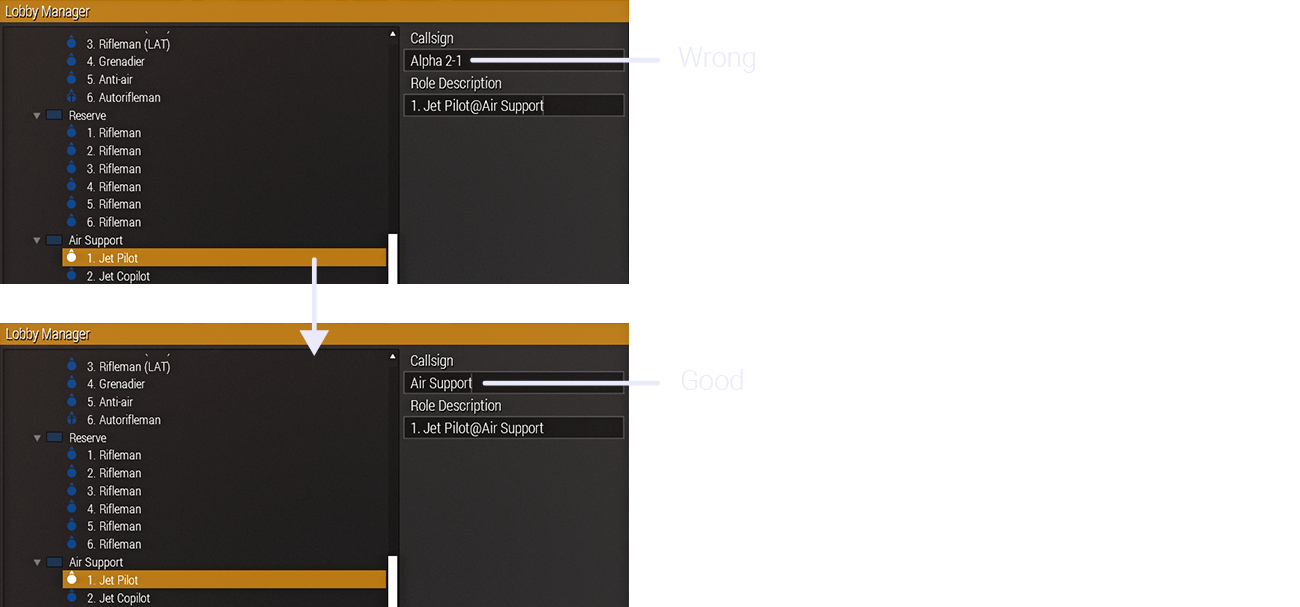 Lobby Manager
3. Rifleman (LAT)
4. Grenadier
5. Anti-air
6. Autorifleman
Reserve
1. Rifleman
2. Rifleman
3. Rifleman
4. Rifleman
5. Rifleman
6. Rifleman
Air Support
1. Jet Pilot
2. Jet Copilot
Callsign
Alpha 2-1
Role Description
1. Jet Pilot@Air Support
Wrong
Lobby Manager
3. Rifleman (LAT)
4. Grenadier
5. Anti-air
6. Autorifleman
Reserve
1. Rifleman
2. Rifleman
3. Rifleman
4. Rifleman
5. Rifleman
6. Rifleman
Air Support
1. Jet Pilot
2. Jet Copilot
Callsign
Air Support
Role Description
1. Jet Pilot@Air Support
Good